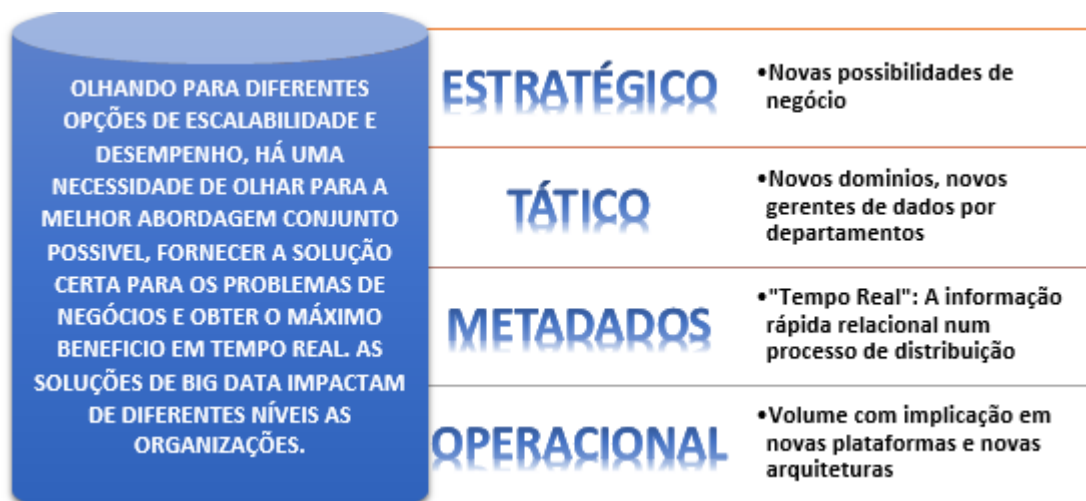 OLHANDO PARA DIFERENTES
OPÇÕES DE ESCALABILIDADE E
DESEMPENHO, HÁ UMA
NECESSIDADE DE OLHAR PARA A
MELHOR ABORDAGEM CONJUNTO
POSSIVEL, FORNECER A SOLUÇÃO
CERTA PARA OS PROBLEMAS DE
NEGÓCIOS E OBTER O MÁXIMO
BENEFICIO EM TEMPO REAL. AS
SOLUÇÕES DE BIG DATA IMPACTAM
DE DIFERENTES NÍVEIS AS
ORGANIZAÇÕES.
ESTRATÉGICO
•Novas possibilidades de
negócio
TÁTICO
•Novos dominios, novos
gerentes de dados por
departamentos
METADADOS
•"Tempo Real": A informação
rápida relacional num
processo de distribuição
OPERACIONAL
•Volume com implicação em
novas plataformas e novas
arquiteturas